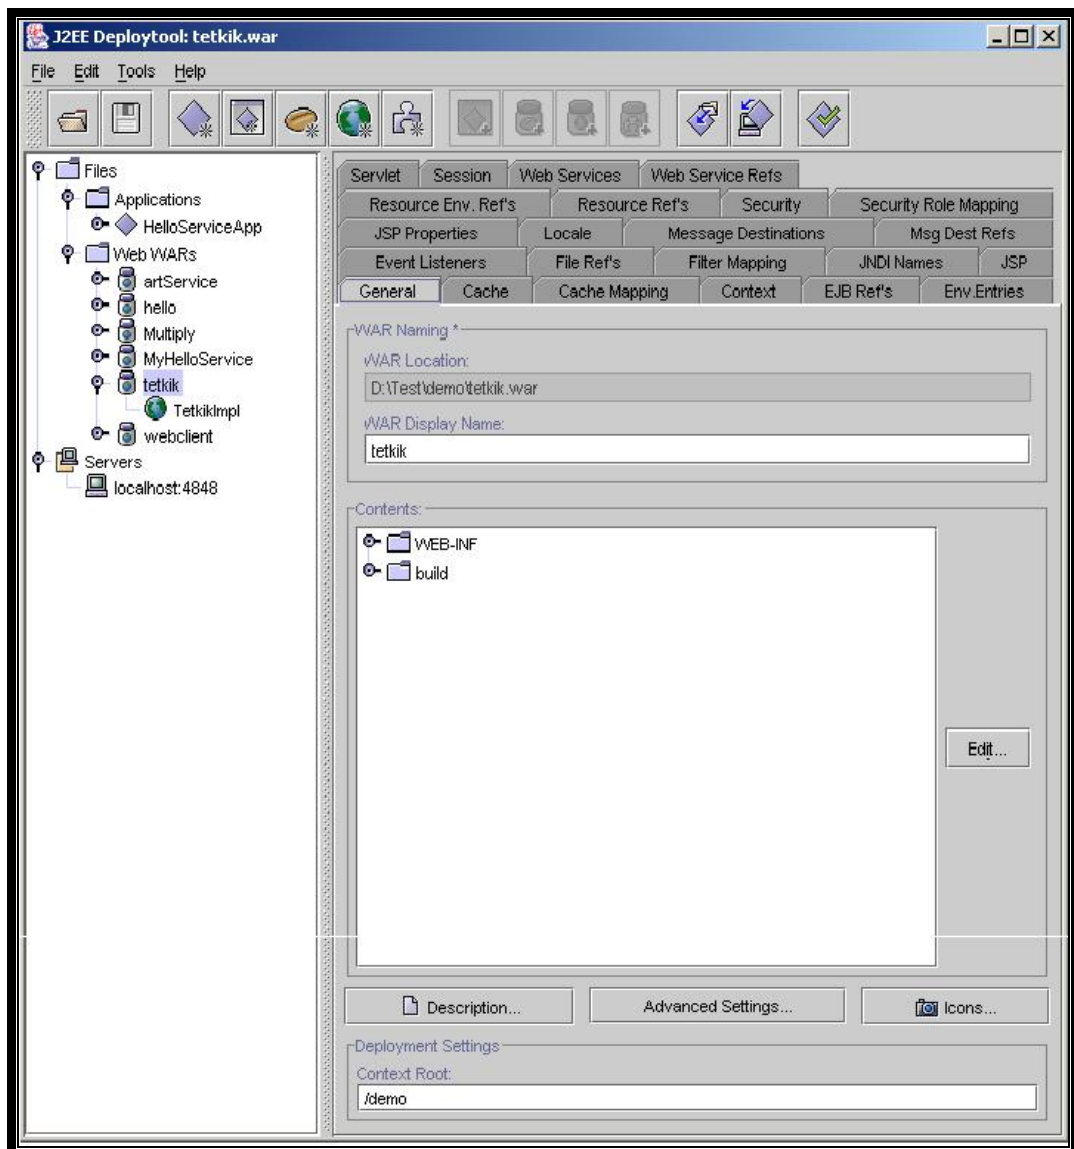 J2EE Deploytool: tetkik.war
File Edit Tools Help
Files
Applications
HelloServiceApp
Web WARs
artService
hello
Multiply
MyHelloService
tetkik
TetkikImpl
webclient
Servers
localhost:4848
Servlet Session Web Services Web Service Refs
Resource Env. Ref's Resource Ref's Security Security Role Mapping
JSP Properties Locale Message Destinations Msg Dest Refs
Event Listeners File Ref's Filter Mapping JNDI Names JSP
General Cache Cache Mapping Context EJB Ref's Env.Entries
WAR Naming *
WAR Location:
D:\Test\demo\tetkik.war
WAR Display Name:
tetkik
Contents:
WEB-INF
build
Edit...
Description... Advanced Settings... Icons...
Deployment Settings
Context Root:
/demo